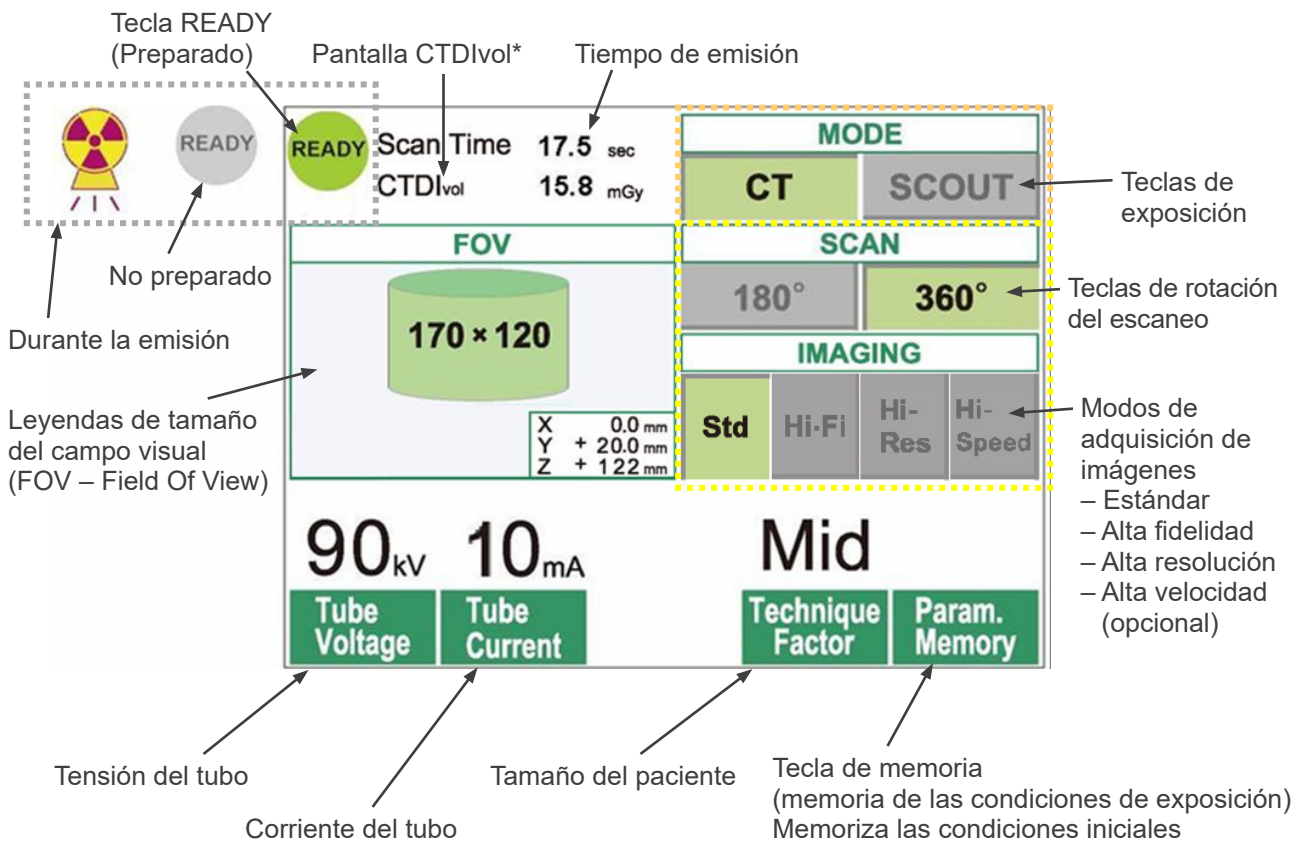 Tecla READY
(Preparado)
Pantalla CTDIvol*
Tiempo de emisión
READY
READY
Scan Time 17.5 sec
CTDIvol 15.8 mGy
MODE
CT
SCOUT
Teclas de
exposición
No preparado
Durante la emisión
FOV
170 × 120
X 0.0 mm
Y + 20.0 mm
Z + 122 mm
SCAN
180°
360°
Teclas de rotación
del escaneo
IMAGING
Std
Hi-Fi
Hi-
Res
Hi-
Speed
Leyendas de tamaño
del campo visual
(FOV – Field Of View)
Modos de
adquisición de
imágenes
– Estándar
– Alta fidelidad
– Alta resolución
– Alta velocidad
(opcional)
90kV
10mA
Mid
Tube
Voltage
Tube
Current
Technique
Factor
Param.
Memory
Tensión del tubo
Corriente del tubo
Tamaño del paciente
Tecla de memoria
(memoria de las condiciones de exposición)
Memoriza las condiciones iniciales